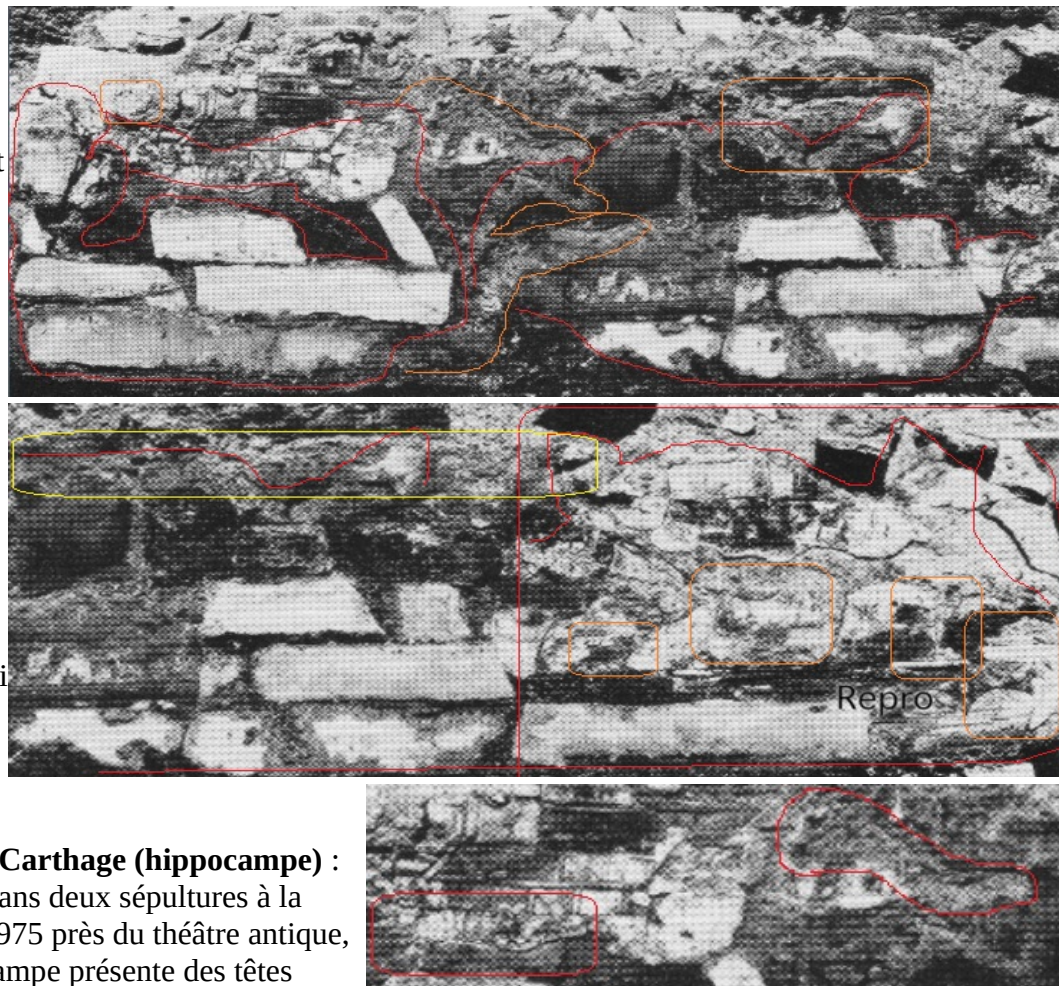 t
i
Repro
Carthage (hippocampe) :
ans deux sépultures à la
975 près du théâtre antique,
ampe présente des têtes